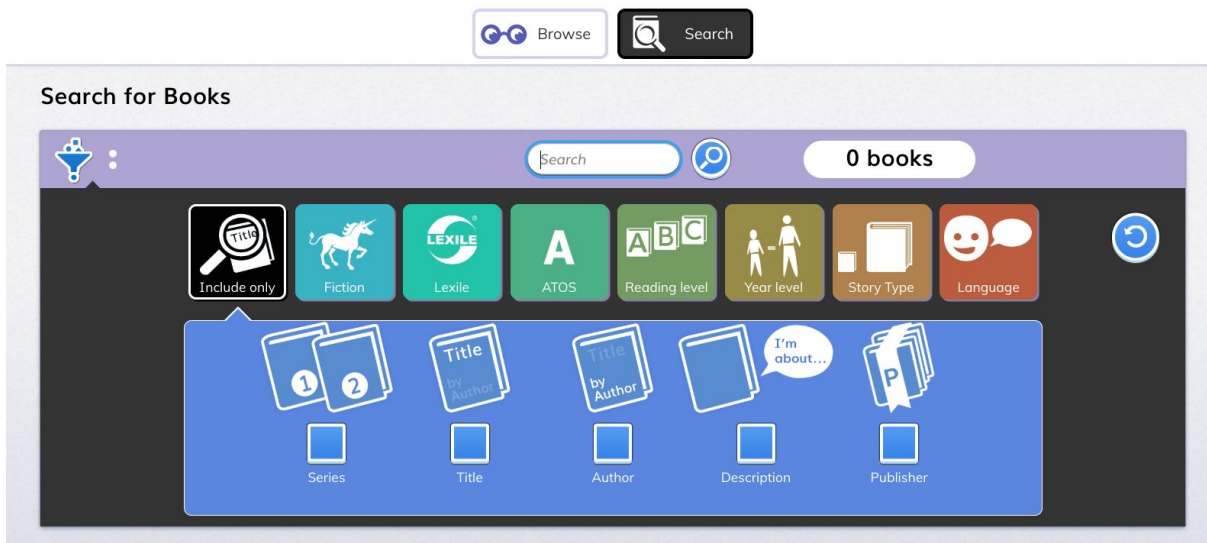 Browse
Search
Search for Books
Search
0 books
Title
Include only
Fiction
LEXILE®
Lexile
A
ATOS
A B C
Reading level
Year level
Story Type
Language
1 2
Series
Title
by
Author
Title
Title
by
Author
Author
I'm
about...
Description
P
Publisher